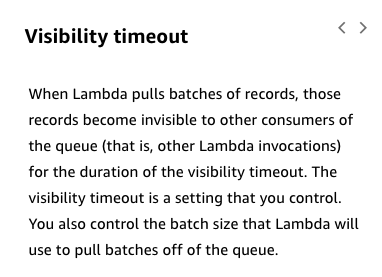 Visibility timeout
When Lambda pulls batches of records, those
records become invisible to other consumers of
the queue (that is, other Lambda invocations)
for the duration of the visibility timeout. The
visibility timeout is a setting that you control.
You also control the batch size that Lambda will
use to pull batches off of the queue.